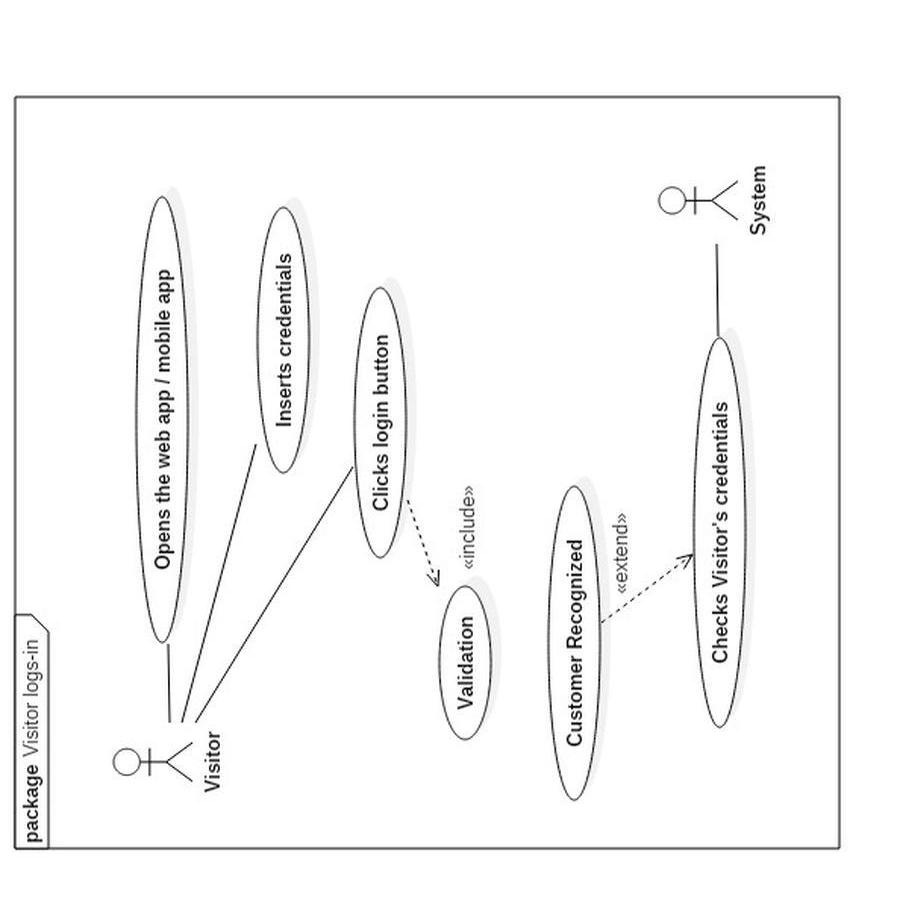 package Visitor logs-in
Visitor
Opens the web app / mobile app
Inserts credentials
Clicks login button
«include»
Validation
Customer Recognized
«extend»
Checks Visitor's credentials
System